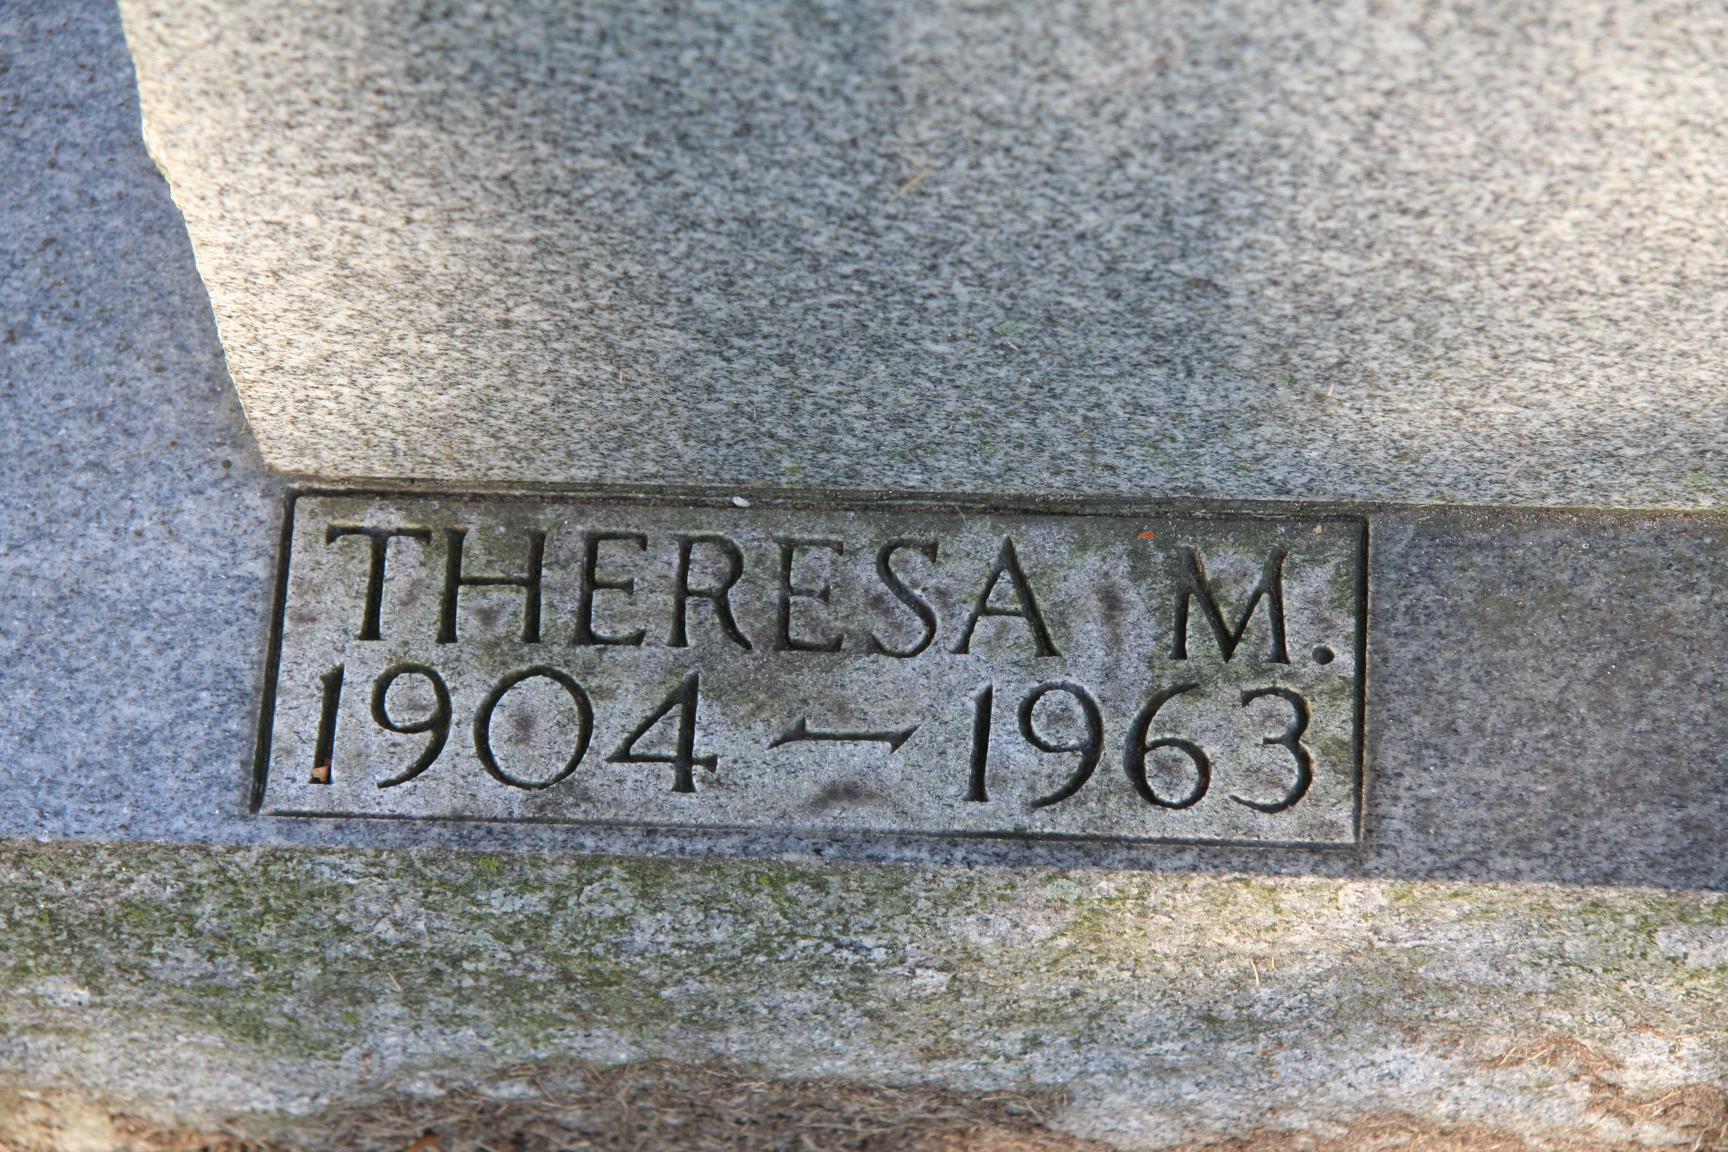 THERESA M.
1904 — 1963